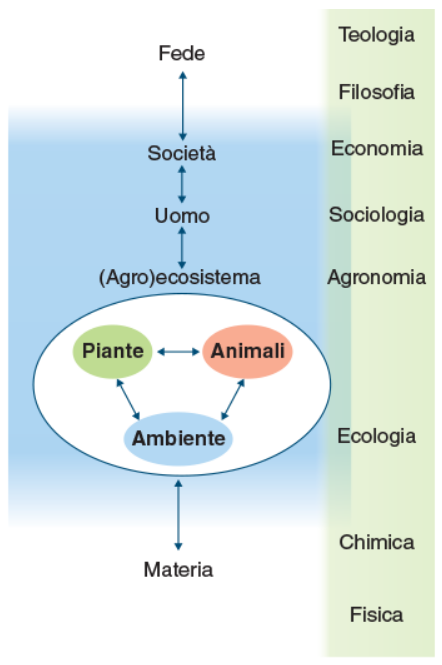 Teologia
Fede
Filosofia
Società
Economia
Uomo
Sociologia
(Agro)ecosistema
Agronomia
Piante
Animali
Ambiente
Ecologia
Chimica
Materia
Fisica